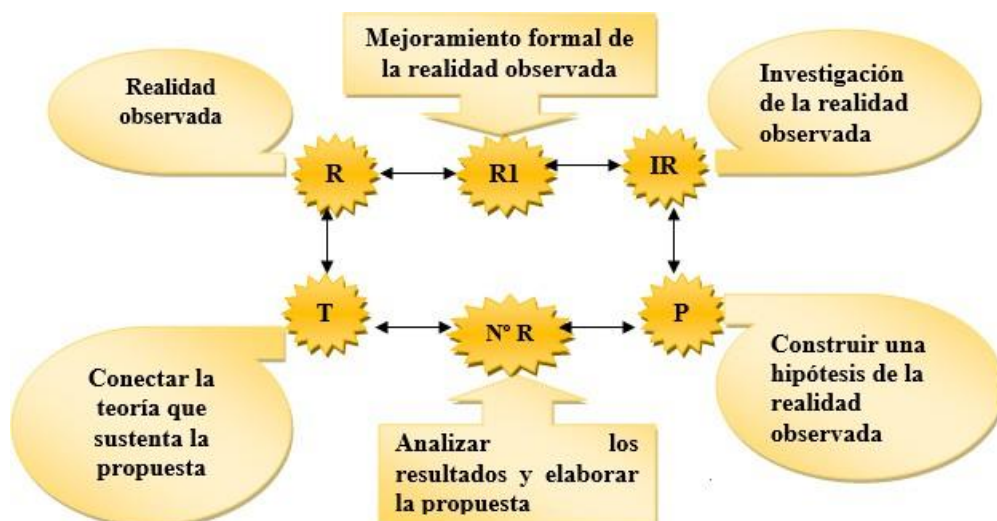 Mejoramiento formal de
la realidad observada
Realidad
observada
Investigación
de la realidad
observada
R
R1
IR
T
Nº R
P
Conectar la
teoría que
sustenta la
propuesta
Analizar los
resultados y elaborar
la propuesta
Construir una
hipótesis de la
realidad
observada